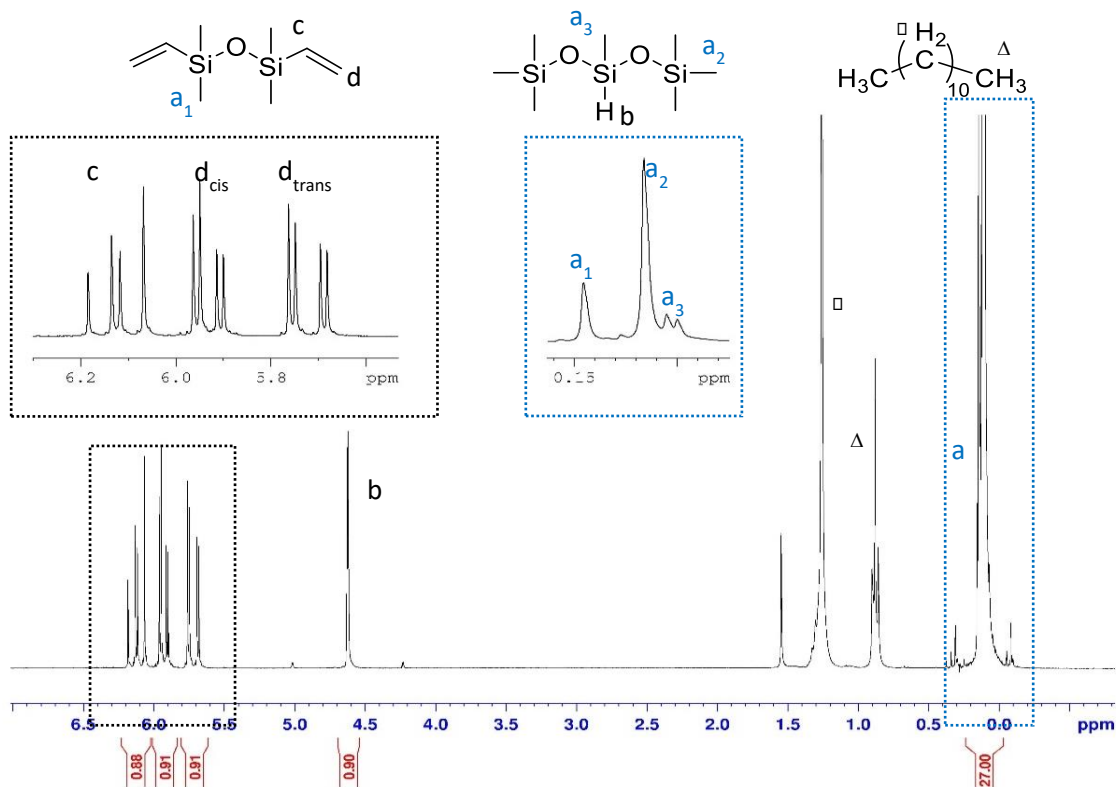 c
d
Si
O
Si
a1
a3
a2
O
O
Si
Si
Si
H
b
□
H2
Δ
H3C
C
CH3
10
c
dcis
dtrans
6.2
6.0
5.8
ppm
a2
a1
a3
0.15
ppm
□
Δ
a
b
6.5
6.0
5.5
5.0
4.5
4.0
3.5
3.0
2.5
2.0
1.5
1.0
0.5
0.0
ppm
0.88
0.91
0.91
0.90
27.00